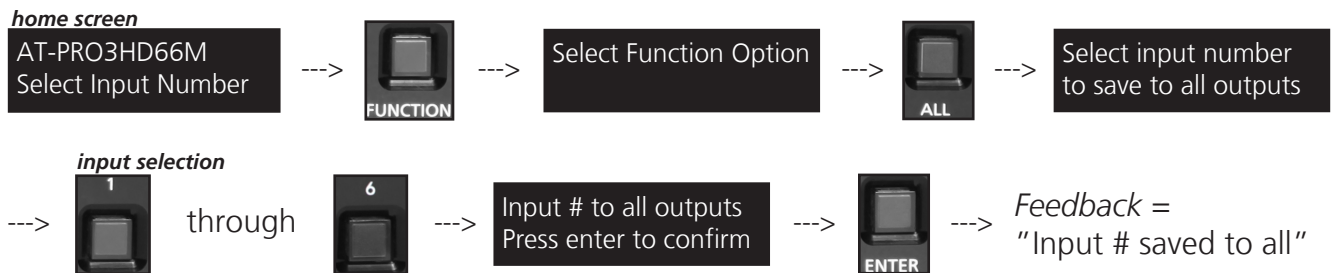 home screen
AT-PRO3HD66M
Select Input Number
--->
FUNCTION
--->
Select Function Option
--->
ALL
--->
Select input number
to save to all outputs
input selection
--->
1
through
6
--->
Input # to all outputs
Press enter to confirm
--->
ENTER
--->
Feedback =
"Input # saved to all"